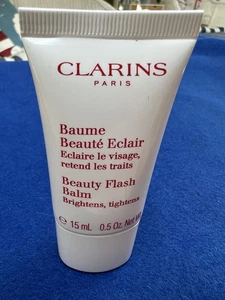 CLARINS
PARIS
Baume
Beauté Eclair
Eclaire le visage,
retend les traits
Beauty Flash
Balm
Brightens, tightens
℮ 15 mL 0.5 Oz. Net